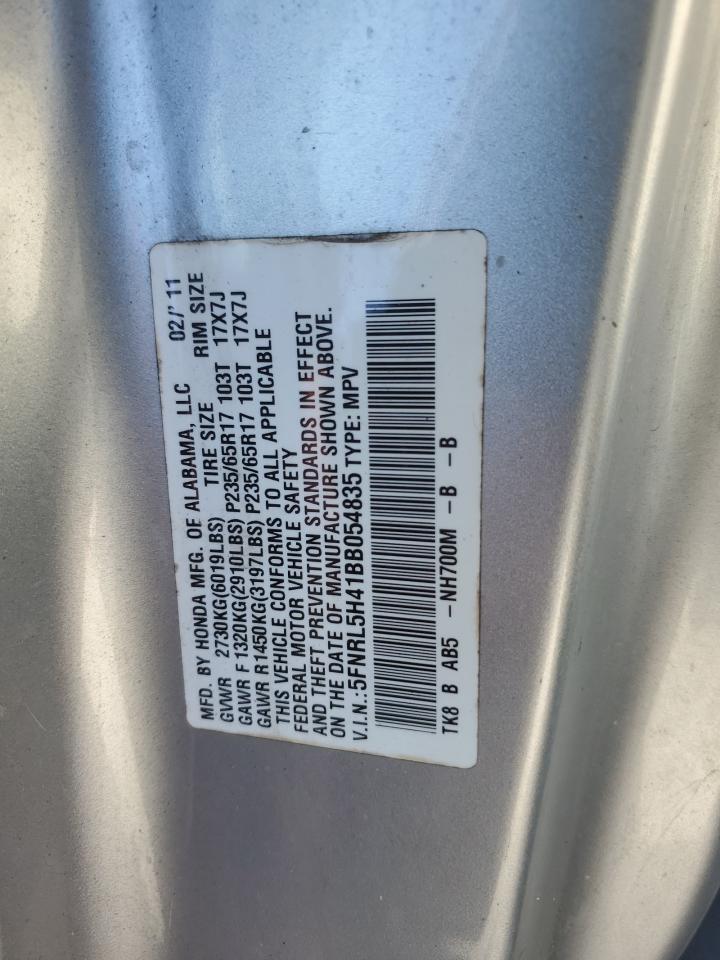 MFD. BY HONDA MFG. OF ALABAMA, LLC 02/'11
GVWR 2730KG(6019LBS) TIRE SIZE RIM SIZE
GAWR F 1320KG(2910LBS) P235/65R17 103T 17X7J
GAWR R 1450KG(3197LBS) P235/65R17 103T 17X7J
THIS VEHICLE CONFORMS TO ALL APPLICABLE
FEDERAL MOTOR VEHICLE SAFETY
AND THEFT PREVENTION STANDARDS IN EFFECT
ON THE DATE OF MANUFACTURE SHOWN ABOVE.
V.I.N.:5FNRL5H41BB054835 TYPE: MPV
TK8 B AB5 -NH700M -B -B